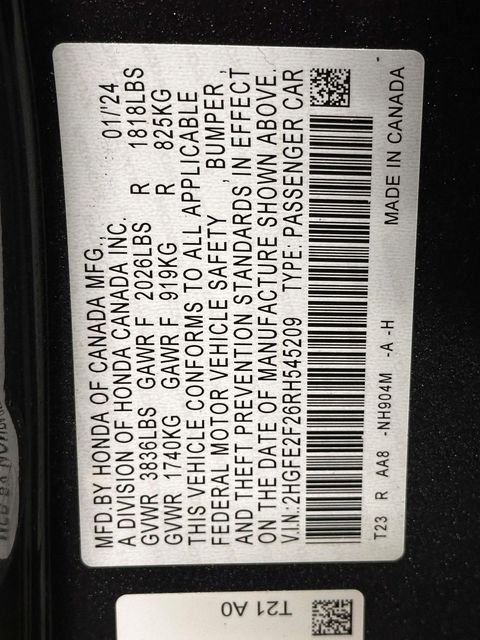 MFD.BY HONDA OF CANADA MFG., 01/'24
A DIVISION OF HONDA CANADA INC.
GVWR 3836LBS GAWR F 2026LBS R 1818LBS
GVWR 1740KG GAWR F 919KG R 825KG
THIS VEHICLE CONFORMS TO ALL APPLICABLE
FEDERAL MOTOR VEHICLE SAFETY , BUMPER ,
AND THEFT PREVENTION STANDARDS IN EFFECT
ON THE DATE OF MANUFACTURE SHOWN ABOVE.
V.I.N.:2HGFE2F26RH545209 TYPE: PASSENGER CAR
T23 R AA8 -NH904M -A -H MADE IN CANADA
T21 A0